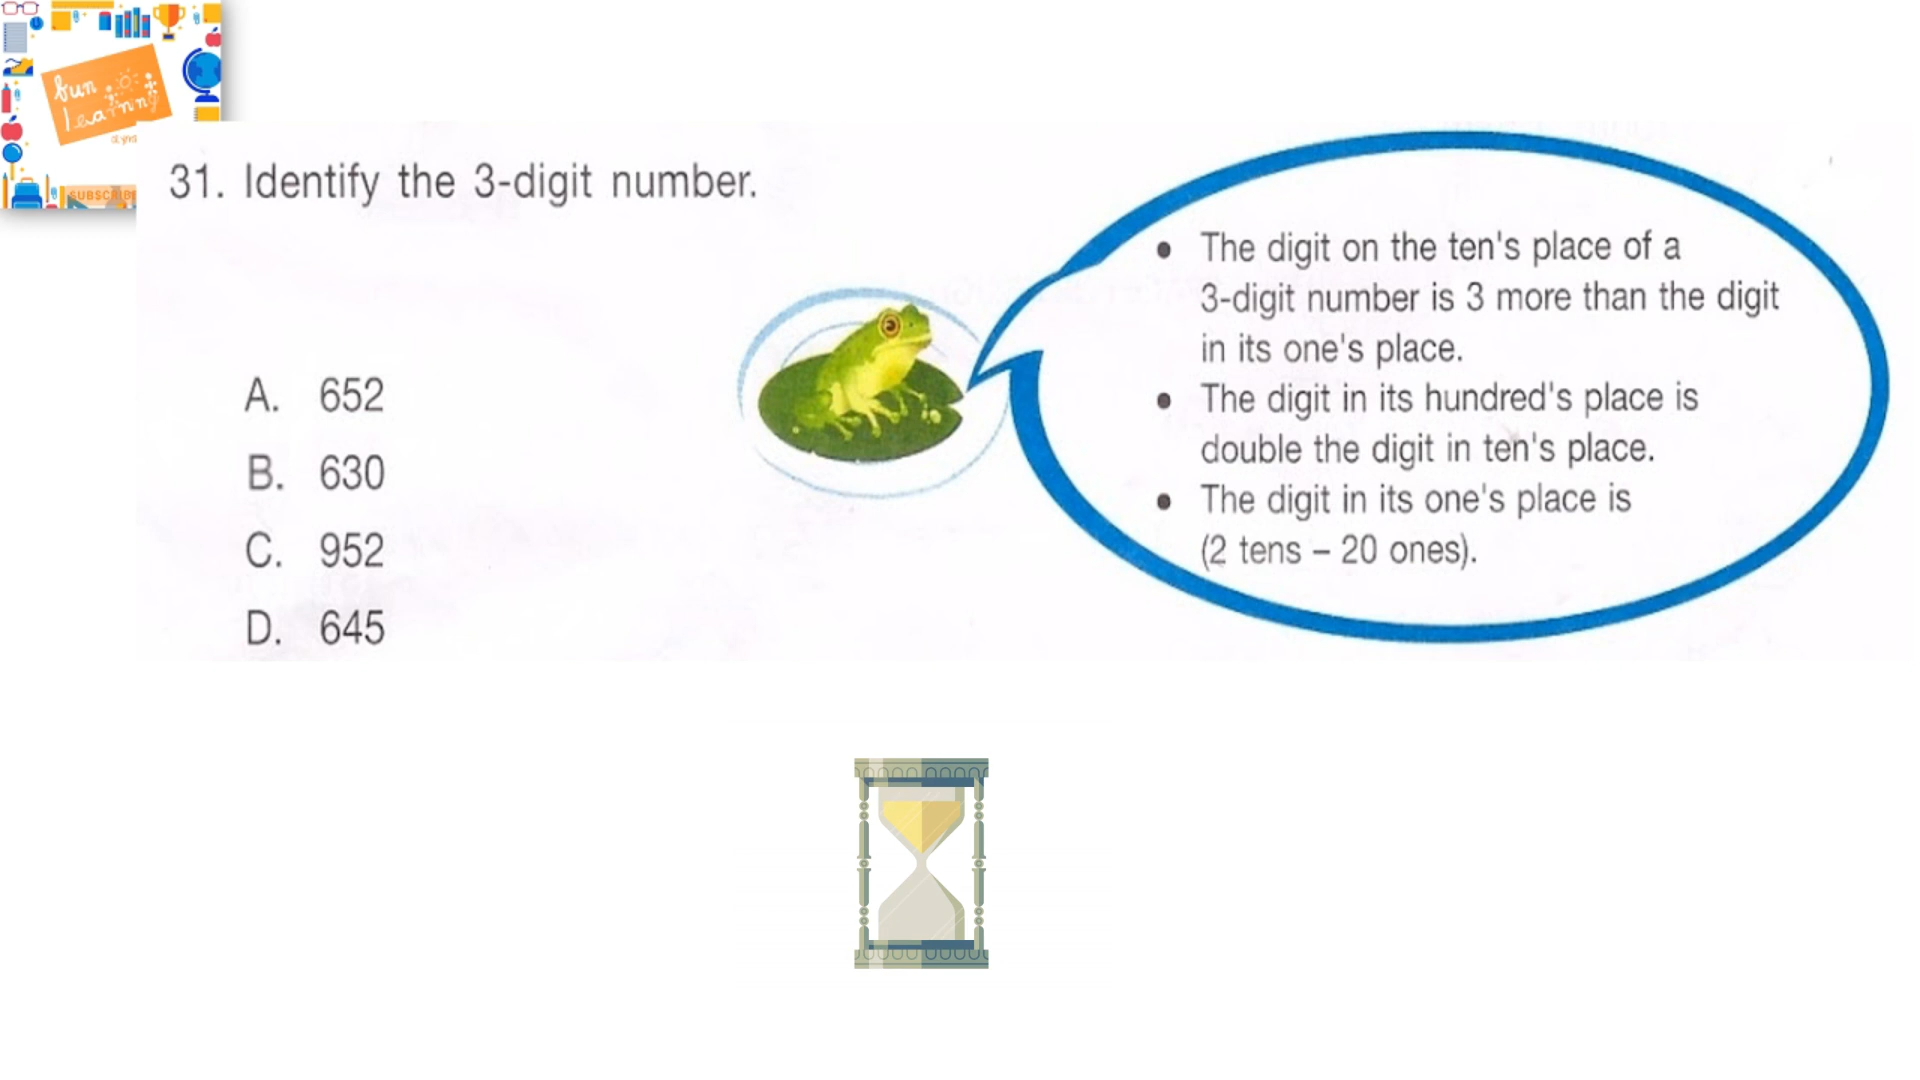 fun
learning
SUBSCRIBE
31. Identify the 3-digit number.
A. 652
B. 630
C. 952
D. 645
• The digit on the ten's place of a
3-digit number is 3 more than the digit
in its one's place.
• The digit in its hundred's place is
double the digit in ten's place.
• The digit in its one's place is
(2 tens – 20 ones).